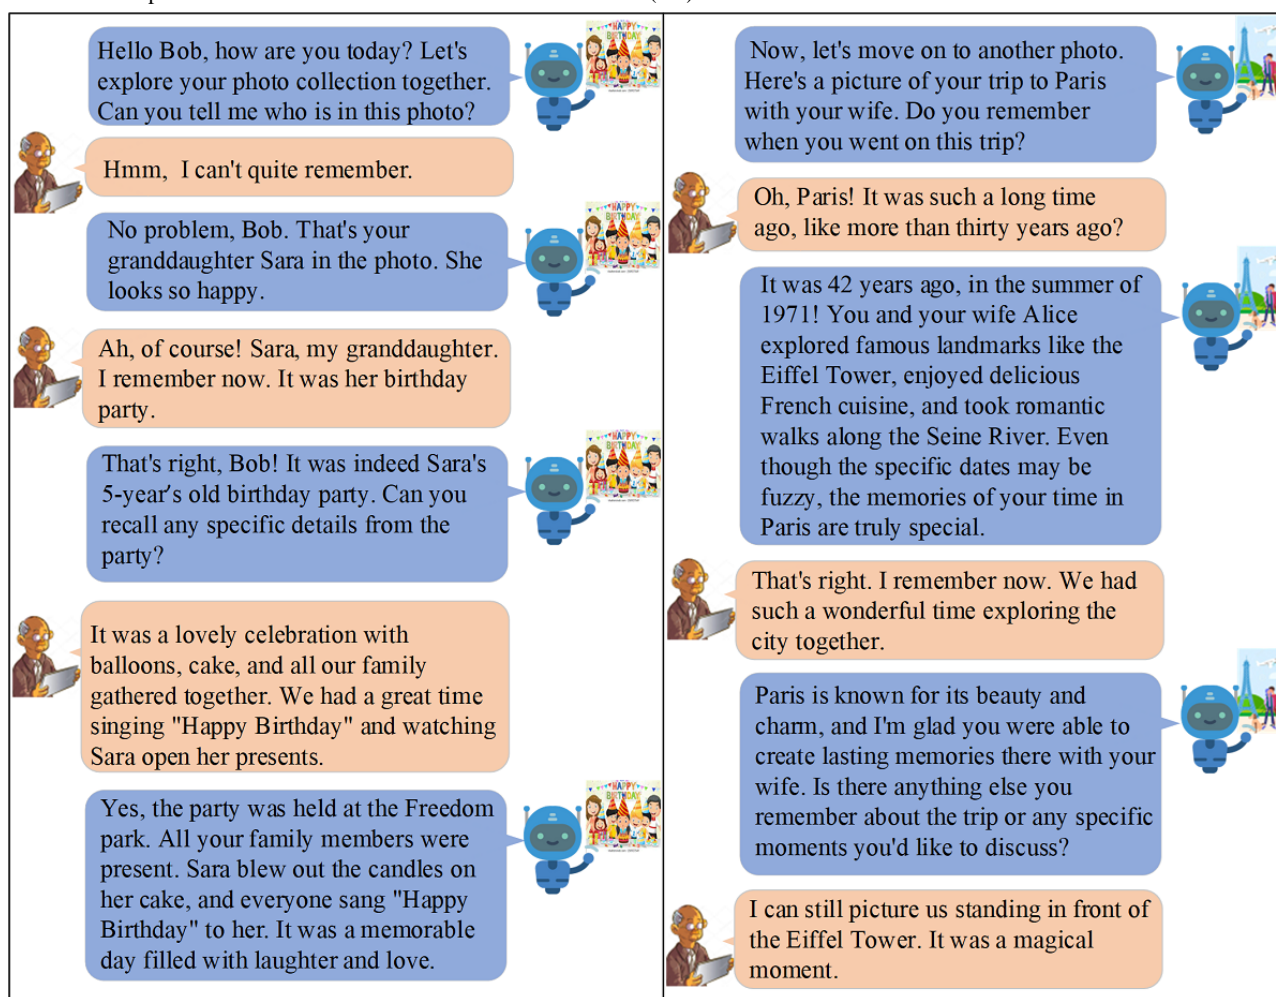 Hello Bob, how are you today? Let's
explore your photo collection together.
Can you tell me who is in this photo?
HAPPY
BIRTHDAY
Hmm, I can't quite remember.
No problem, Bob. That's your
granddaughter Sara in the photo. She
looks so happy.
HAPPY
BIRTHDAY
Ah, of course! Sara, my granddaughter.
I remember now. It was her birthday
party.
That's right, Bob! It was indeed Sara's
5-year's old birthday party. Can you
recall any specific details from the
party?
HAPPY
BIRTHDAY
It was a lovely celebration with
balloons, cake, and all our family
gathered together. We had a great time
singing "Happy Birthday" and watching
Sara open her presents.
Yes, the party was held at the Freedom
park. All your family members were
present. Sara blew out the candles on
her cake, and everyone sang "Happy
Birthday" to her. It was a memorable
day filled with laughter and love.
HAPPY
BIRTHDAY
Now, let's move on to another photo.
Here's a picture of your trip to Paris
with your wife. Do you remember
when you went on this trip?
Oh, Paris! It was such a long time
ago, like more than thirty years ago?
It was 42 years ago, in the summer of
1971! You and your wife Alice
explored famous landmarks like the
Eiffel Tower, enjoyed delicious
French cuisine, and took romantic
walks along the Seine River. Even
though the specific dates may be
fuzzy, the memories of your time in
Paris are truly special.
That's right. I remember now. We had
such a wonderful time exploring the
city together.
Paris is known for its beauty and
charm, and I'm glad you were able to
create lasting memories there with your
wife. Is there anything else you
remember about the trip or any specific
moments you'd like to discuss?
I can still picture us standing in front of
the Eiffel Tower. It was a magical
moment.